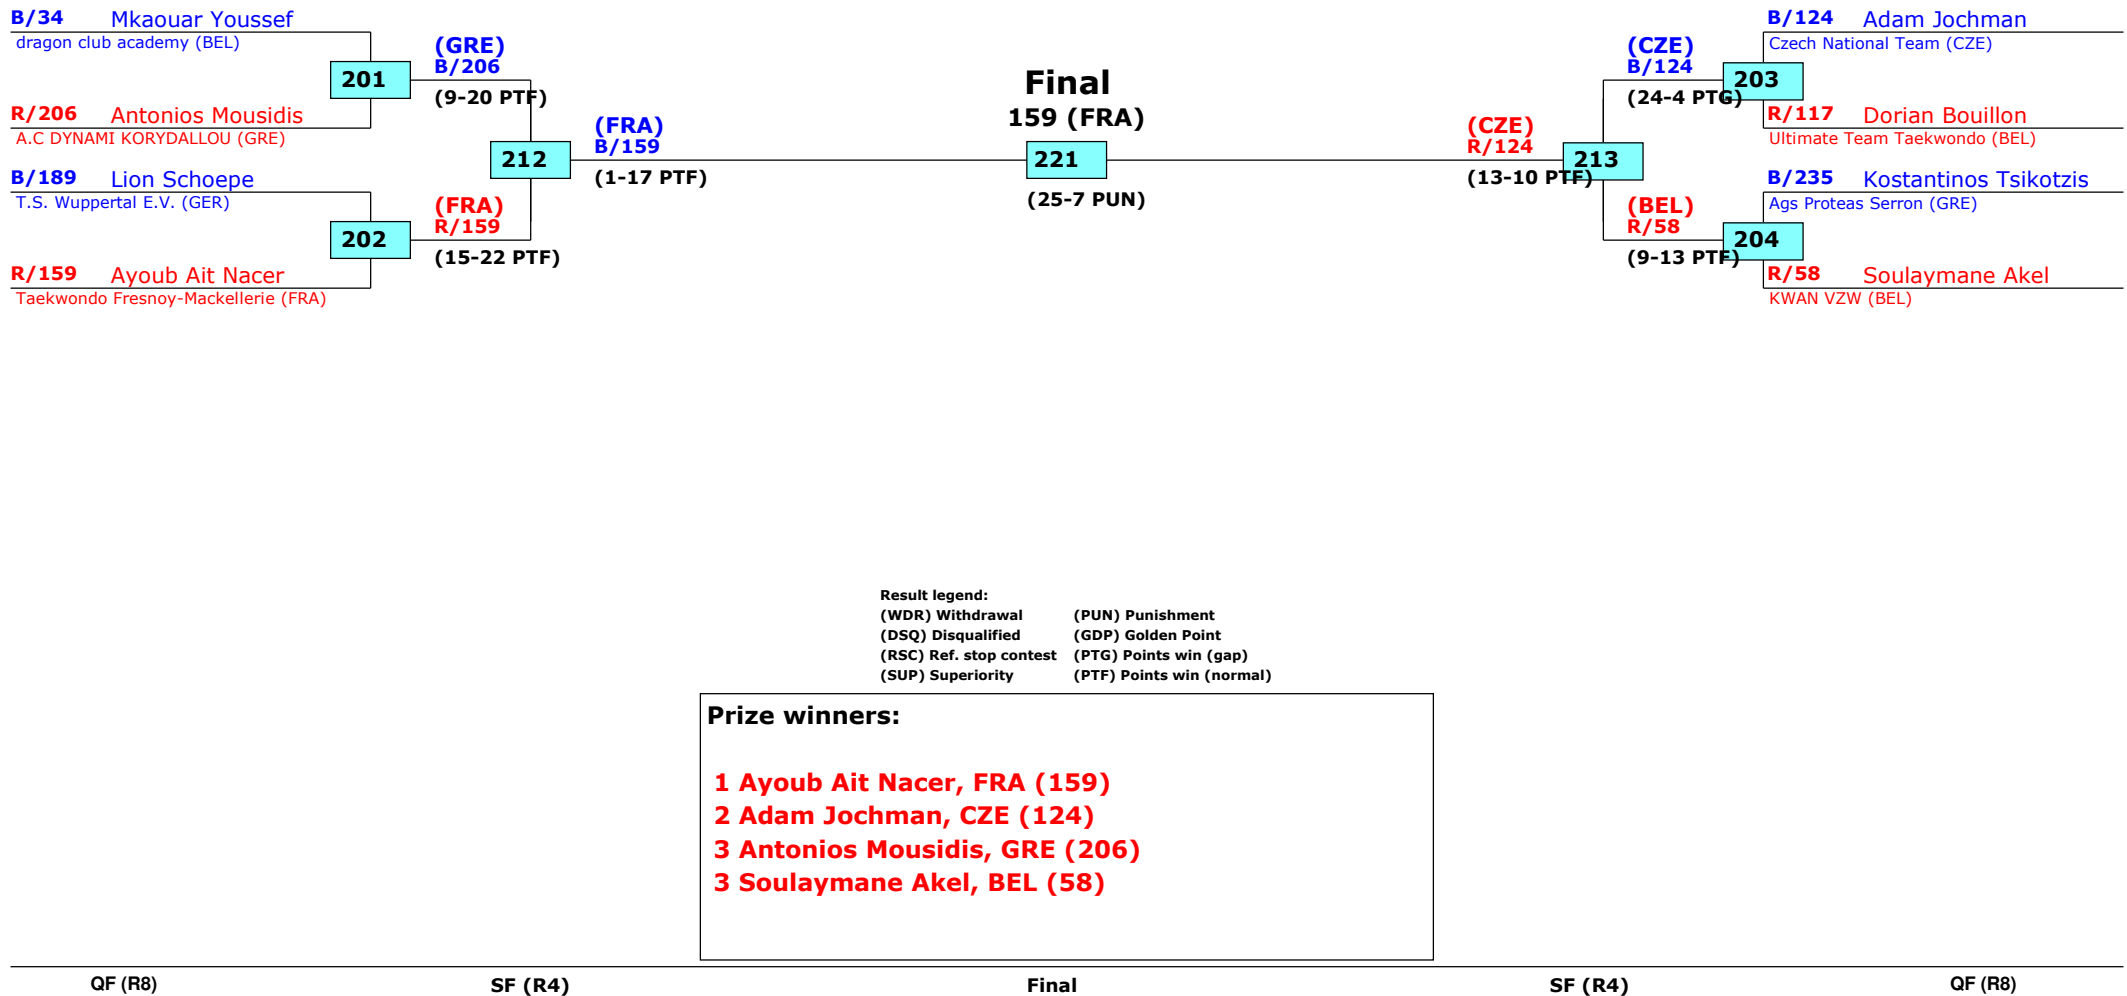 B/34 Mkaouar Youssef
dragon club academy (BEL)
201
R/206 Antonios Mousidis
A.C DYNAMI KORYDALLOU (GRE)
B/189 Lion Schoepe
T.S. Wuppertal E.V. (GER)
202
R/159 Ayoub Ait Nacer
Taekwondo Fresnoy-Mackellerie (FRA)
(GRE)
B/206
(9-20 PTF)
212
(FRA)
R/159
(15-22 PTF)
(FRA)
B/159
(1-17 PTF)
Final
159 (FRA)
221
(25-7 PUN)
(CZE)
R/124
(13-10 PTF)
213
(CZE)
B/124
(24-4 PTG)
203
(BEL)
R/58
(9-13 PTF)
204
B/124 Adam Jochman
Czech National Team (CZE)
R/117 Dorian Bouillon
Ultimate Team Taekwondo (BEL)
B/235 Kostantinos Tsikotzis
Ags Proteas Serron (GRE)
R/58 Soulaymane Akel
KWAN VZW (BEL)
Result legend:
(WDR) Withdrawal (PUN) Punishment
(DSQ) Disqualified (GDP) Golden Point
(RSC) Ref. stop contest (PTG) Points win (gap)
(SUP) Superiority (PTF) Points win (normal)
Prize winners:
1 Ayoub Ait Nacer, FRA (159)
2 Adam Jochman, CZE (124)
3 Antonios Mousidis, GRE (206)
3 Soulaymane Akel, BEL (58)
QF (R8) SF (R4) Final SF (R4) QF (R8)